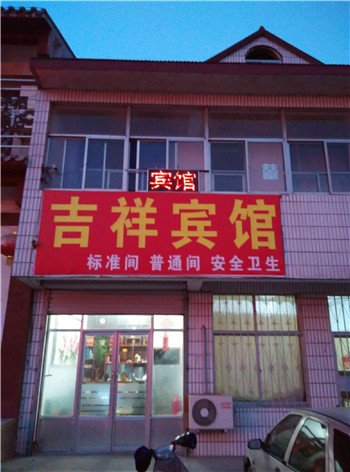 宾馆
吉祥宾馆
标准间 普通间 安全卫生